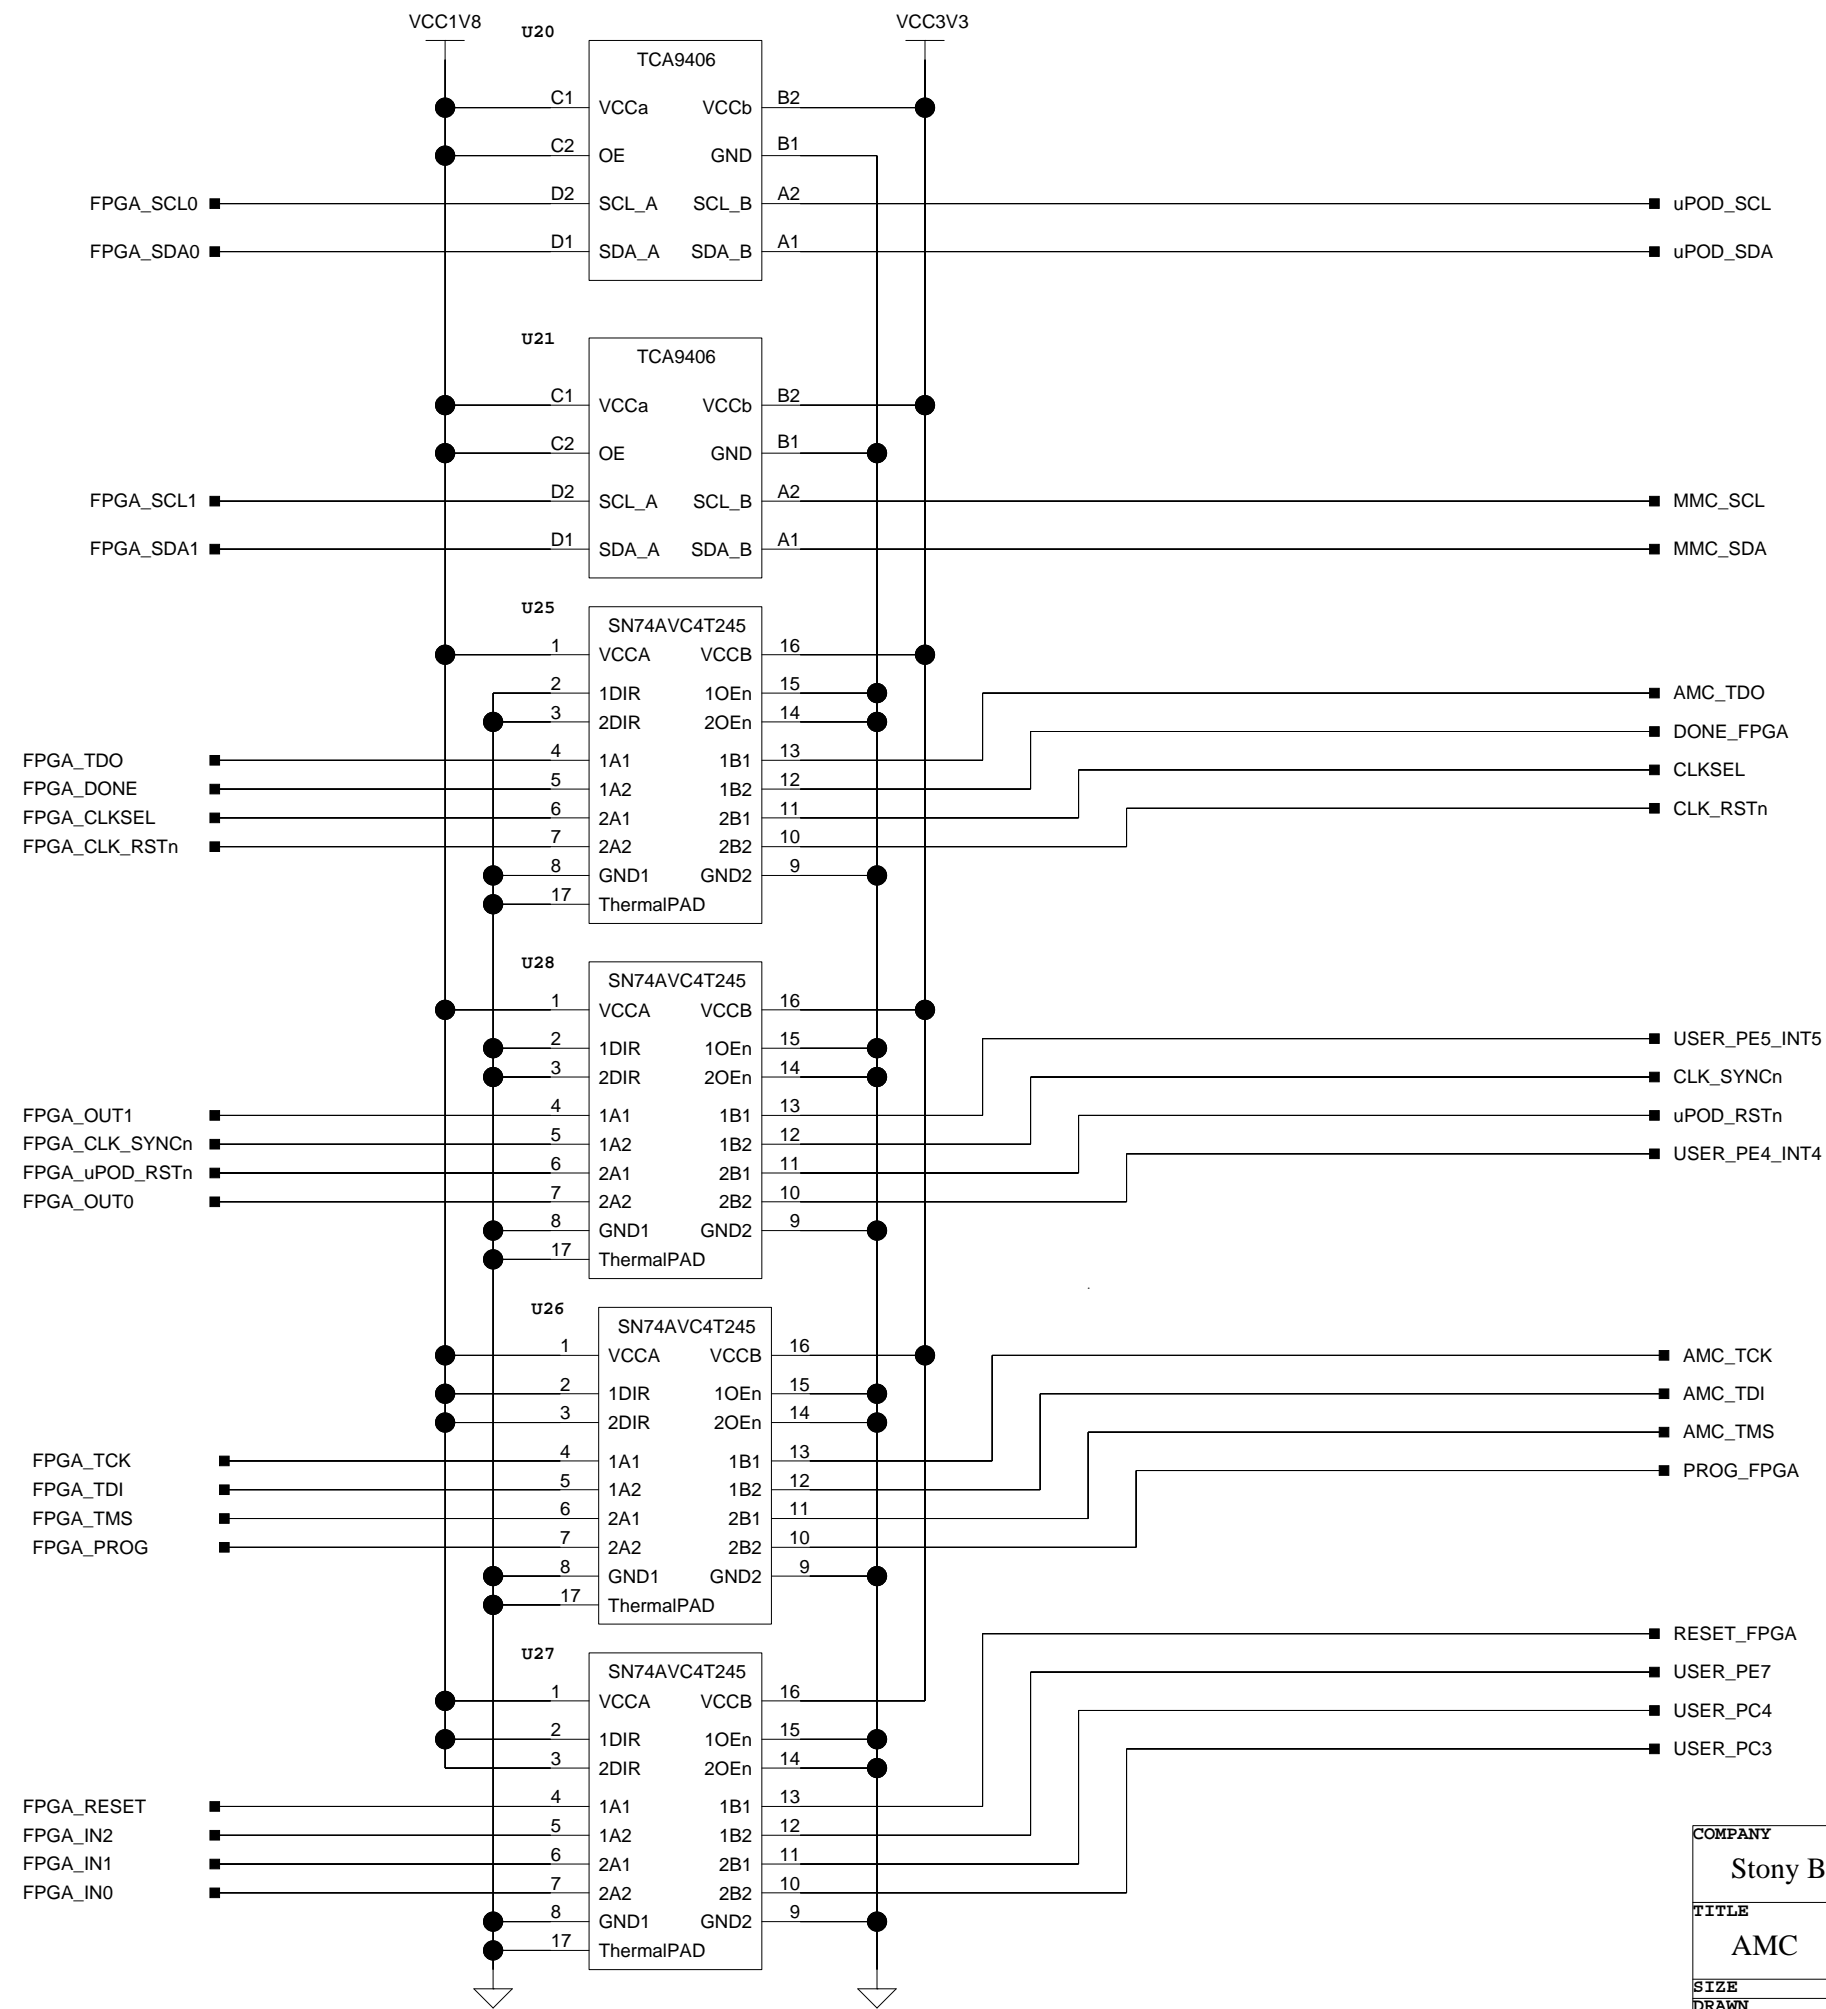 VCC1V8
U20
VCC3V3
TCA9406
C1 VCCa VCCb B2
C2 OE GND B1
FPGA_SCL0 D2 SCL_A SCL_B A2 uPOD_SCL
FPGA_SDA0 D1 SDA_A SDA_B A1 uPOD_SDA
U21
TCA9406
C1 VCCa VCCb B2
C2 OE GND B1
FPGA_SCL1 D2 SCL_A SCL_B A2 MMC_SCL
FPGA_SDA1 D1 SDA_A SDA_B A1 MMC_SDA
U25
SN74AVC4T245
1 VCCA VCCB 16
2 1DIR 1OEn 15 AMC_TDO
3 2DIR 2OEn 14 DONE_FPGA
FPGA_TDO 4 1A1 1B1 13 CLKSEL
FPGA_DONE 5 1A2 1B2 12 CLK_RSTn
FPGA_CLKSEL 6 2A1 2B1 11
FPGA_CLK_RSTn 7 2A2 2B2 10
8 GND1 GND2 9
17 ThermalPAD
U28
SN74AVC4T245
1 VCCA VCCB 16
2 1DIR 1OEn 15 USER_PE5_INT5
3 2DIR 2OEn 14 CLK_SYNCn
FPGA_OUT1 4 1A1 1B1 13 uPOD_RSTn
FPGA_CLK_SYNCn 5 1A2 1B2 12 USER_PE4_INT4
FPGA_uPOD_RSTn 6 2A1 2B1 11
FPGA_OUT0 7 2A2 2B2 10
8 GND1 GND2 9
17 ThermalPAD
U26
SN74AVC4T245
1 VCCA VCCB 16 AMC_TCK
2 1DIR 1OEn 15 AMC_TDI
3 2DIR 2OEn 14 AMC_TMS
FPGA_TCK 4 1A1 1B1 13 PROG_FPGA
FPGA_TDI 5 1A2 1B2 12
FPGA_TMS 6 2A1 2B1 11
FPGA_PROG 7 2A2 2B2 10
8 GND1 GND2 9
17 ThermalPAD
RESET_FPGA
U27
SN74AVC4T245 USER_PE7
1 VCCA VCCB 16 USER_PC4
2 1DIR 1OEn 15 USER_PC3
3 2DIR 2OEn 14
FPGA_RESET 4 1A1 1B1 13
FPGA_IN2 5 1A2 1B2 12
FPGA_IN1 6 2A1 2B1 11
FPGA_IN0 7 2A2 2B2 10
8 GND1 GND2 9
17 ThermalPAD
COMPANY
Stony B
TITLE
AMC
SIZE
DRAWN